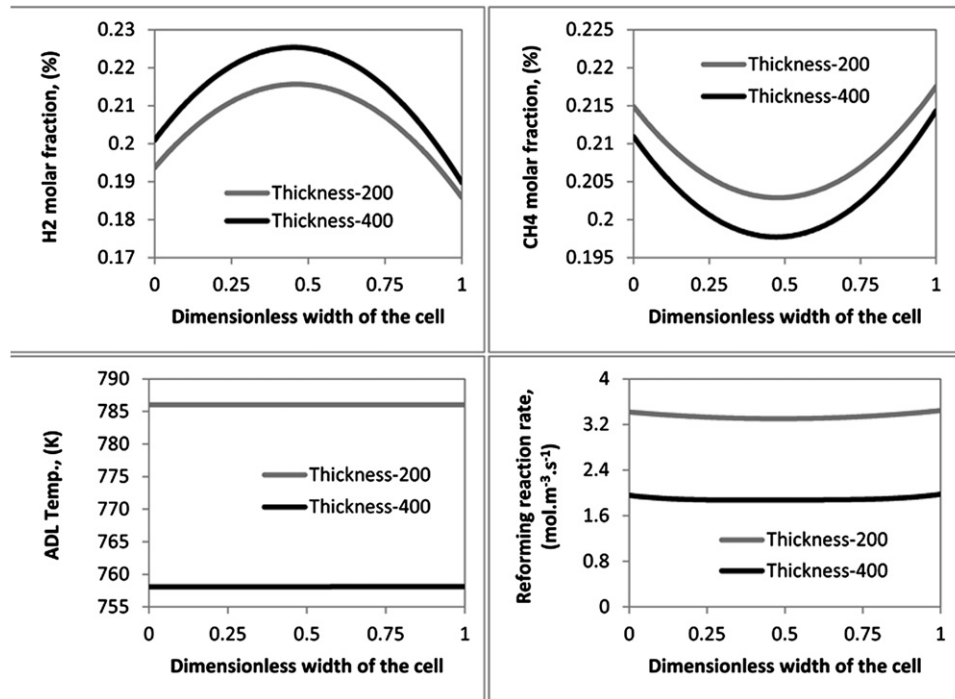 H2 molar fraction, (%)
0.23
0.22
0.21
0.2
0.19
0.18
0.17
Thickness-200
Thickness-400
0 0.25 0.5 0.75 1
Dimensionless width of the cell
CH4 molar fraction, (%)
0.225
0.22
0.215
0.21
0.205
0.2
0.195
Thickness-200
Thickness-400
0 0.25 0.5 0.75 1
Dimensionless width of the cell
ADL Temp., (K)
790
785
780
775
770
765
760
755
Thickness-200
Thickness-400
0 0.25 0.5 0.75 1
Dimensionless width of the cell
Reforming reaction rate,
(mol.m⁻³.s⁻¹)
4
3.2
2.4
1.6
0.8
0
Thickness-200
Thickness-400
0 0.25 0.5 0.75 1
Dimensionless width of the cell